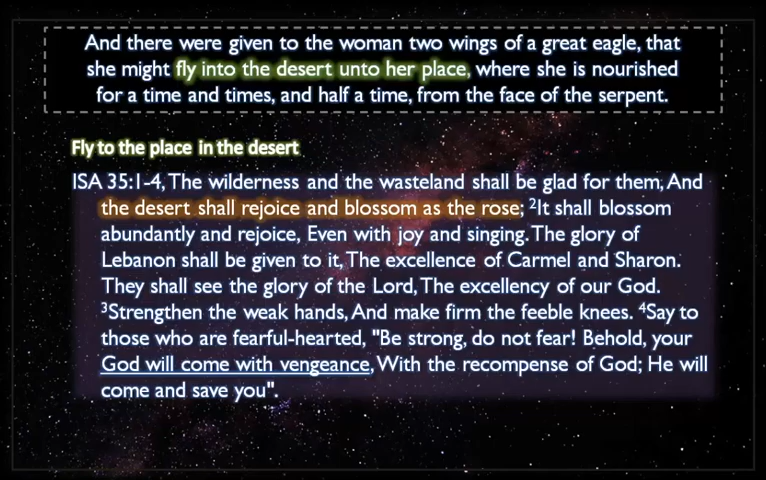 And there were given to the woman two wings of a great eagle, that
she might fly into the desert unto her place, where she is nourished
for a time and times, and half a time, from the face of the serpent.
Fly to the place in the desert
ISA 35:1-4, The wilderness and the wasteland shall be glad for them, And
the desert shall rejoice and blossom as the rose; ²It shall blossom
abundantly and rejoice, Even with joy and singing. The glory of
Lebanon shall be given to it, The excellence of Carmel and Sharon.
They shall see the glory of the Lord, The excellency of our God.
³Strengthen the weak hands, And make firm the feeble knees. ⁴Say to
those who are fearful-hearted, "Be strong, do not fear! Behold, your
God will come with vengeance, With the recompense of God; He will
come and save you".